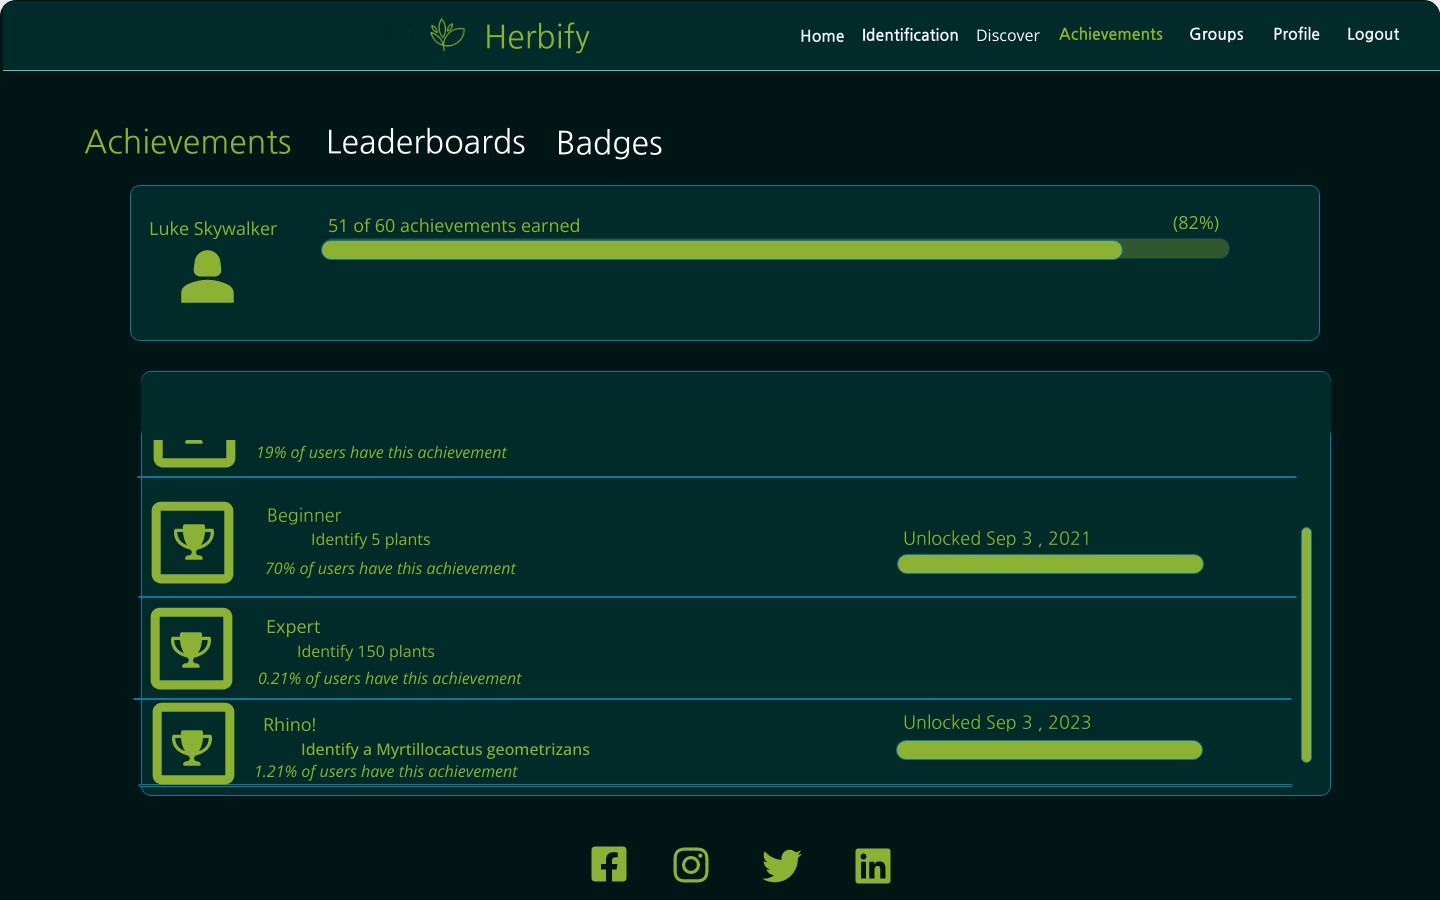 Herbify
Home Identification Discover Achievements Groups Profile Logout
Achievements Leaderboards Badges
Luke Skywalker
51 of 60 achievements earned
(82%)
19% of users have this achievement
Beginner
Identify 5 plants
70% of users have this achievement
Unlocked Sep 3 , 2021
Expert
Identify 150 plants
0.21% of users have this achievement
Rhino!
Identify a Myrtillocactus geometrizans
1.21% of users have this achievement
Unlocked Sep 3 , 2023